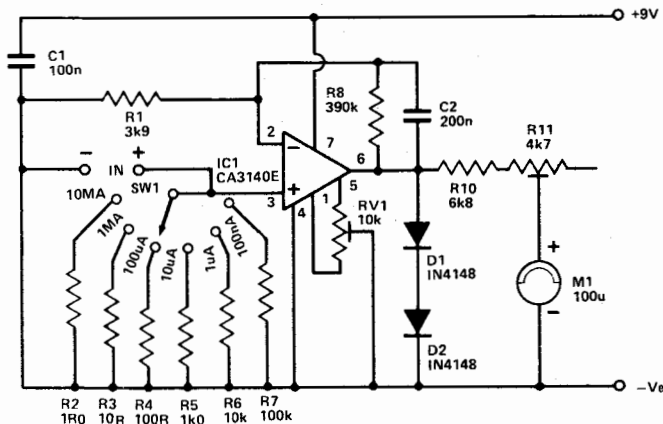 +9V
C1
100n
R1
3k9
R8
390k
C2
200n
R11
4k7
2
7
6
−
+
IN
IC1
CA3140E
−
+
3
4
1
5
RV1
10k
R10
6k8
SW1
10MA
1MA
100uA
10uA
1uA
100nA
D1
IN4148
D2
IN4148
+
M1
100u
−
−Ve
R2
1R0
R3
10R
R4
100R
R5
1k0
R6
10k
R7
100k